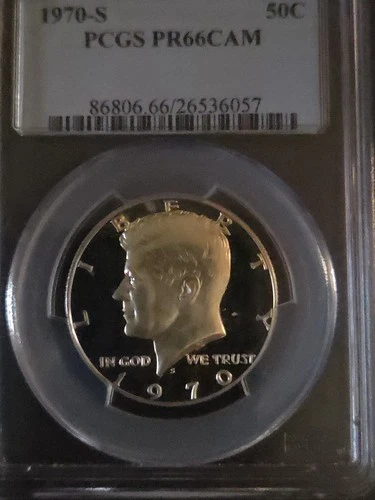 1970-S 50C
PCGS PR66CAM
86806.66/26536057
LIBERTY
IN GOD WE TRUST
S
1970